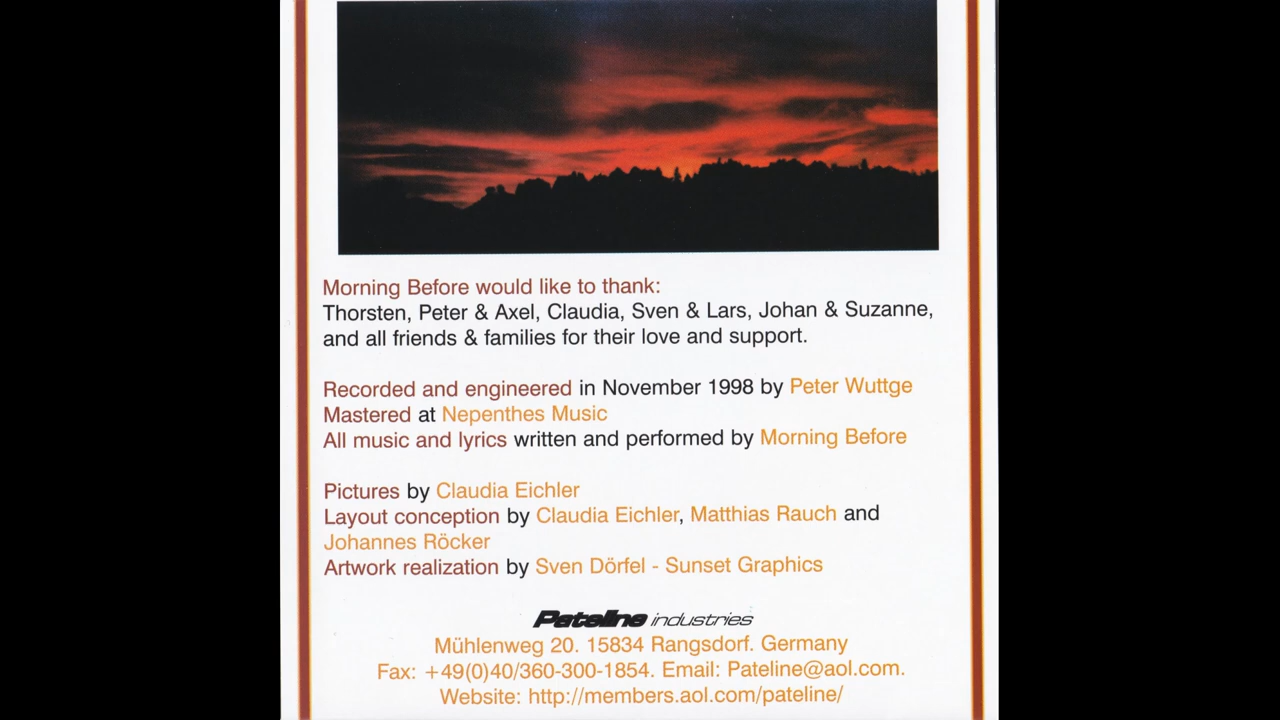 Morning Before would like to thank:
Thorsten, Peter & Axel, Claudia, Sven & Lars, Johan & Suzanne,
and all friends & families for their love and support.
Recorded and engineered in November 1998 by Peter Wuttge
Mastered at Nepenthes Music
All music and lyrics written and performed by Morning Before
Pictures by Claudia Eichler
Layout conception by Claudia Eichler, Matthias Rauch and
Johannes Röcker
Artwork realization by Sven Dörfel - Sunset Graphics
Pateline industries
Mühlenweg 20. 15834 Rangsdorf. Germany
Fax: +49(0)40/360-300-1854. Email: Pateline@aol.com.
Website: http://members.aol.com/pateline/